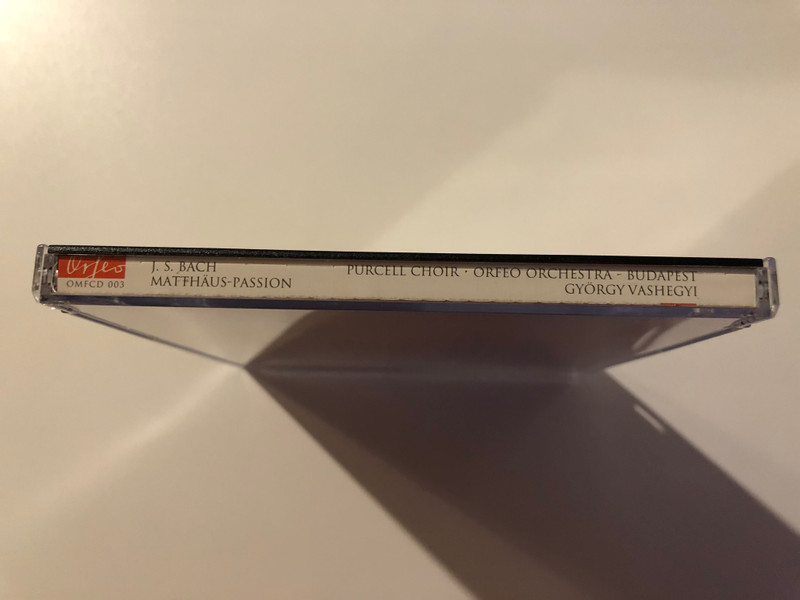 Orfeo
OMFCD 003
J. S. BACH
MATTHÄUS-PASSION
PURCELL CHOIR · ORFEO ORCHESTRA - BUDAPEST
GYÖRGY VASHEGYI